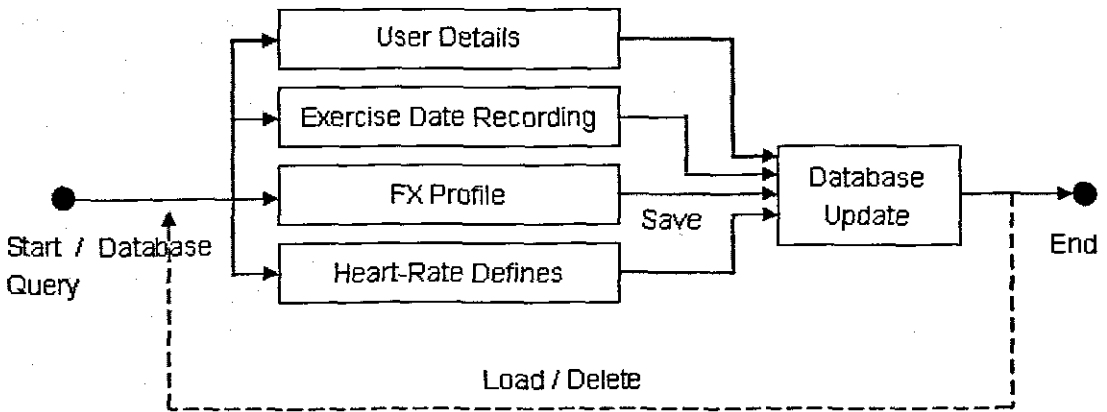 User Details
Exercise Date Recording
FX Profile
Heart-Rate Defines
Save
Database
Update
Start / Database
Query
End
Load / Delete